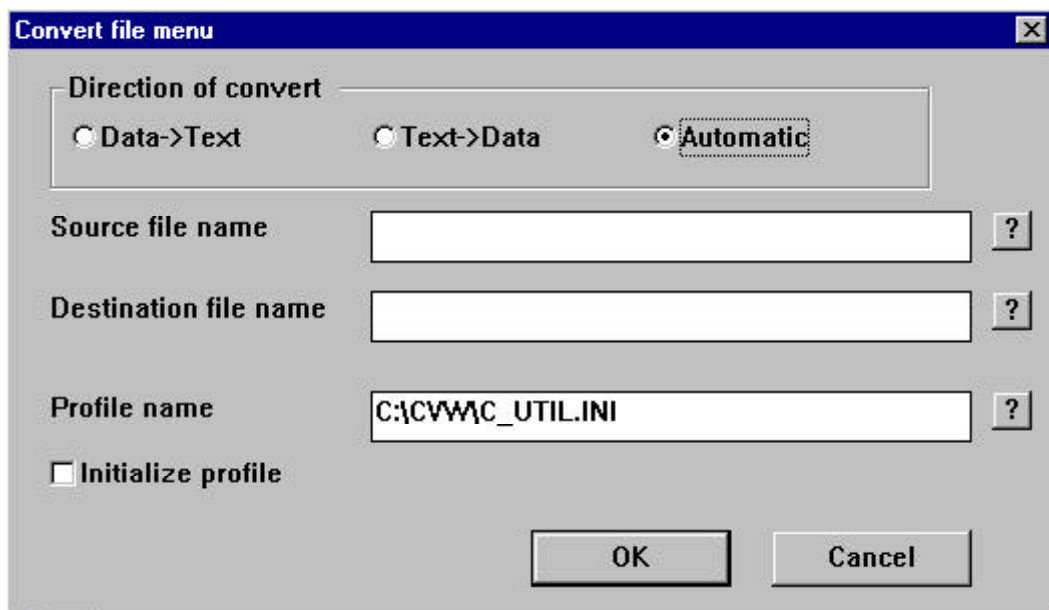 Convert file menu
Direction of convert
Data->Text Text->Data Automatic
Source file name ?
Destination file name ?
Profile name C:\CVW\C_UTIL.INI ?
Initialize profile
OK Cancel